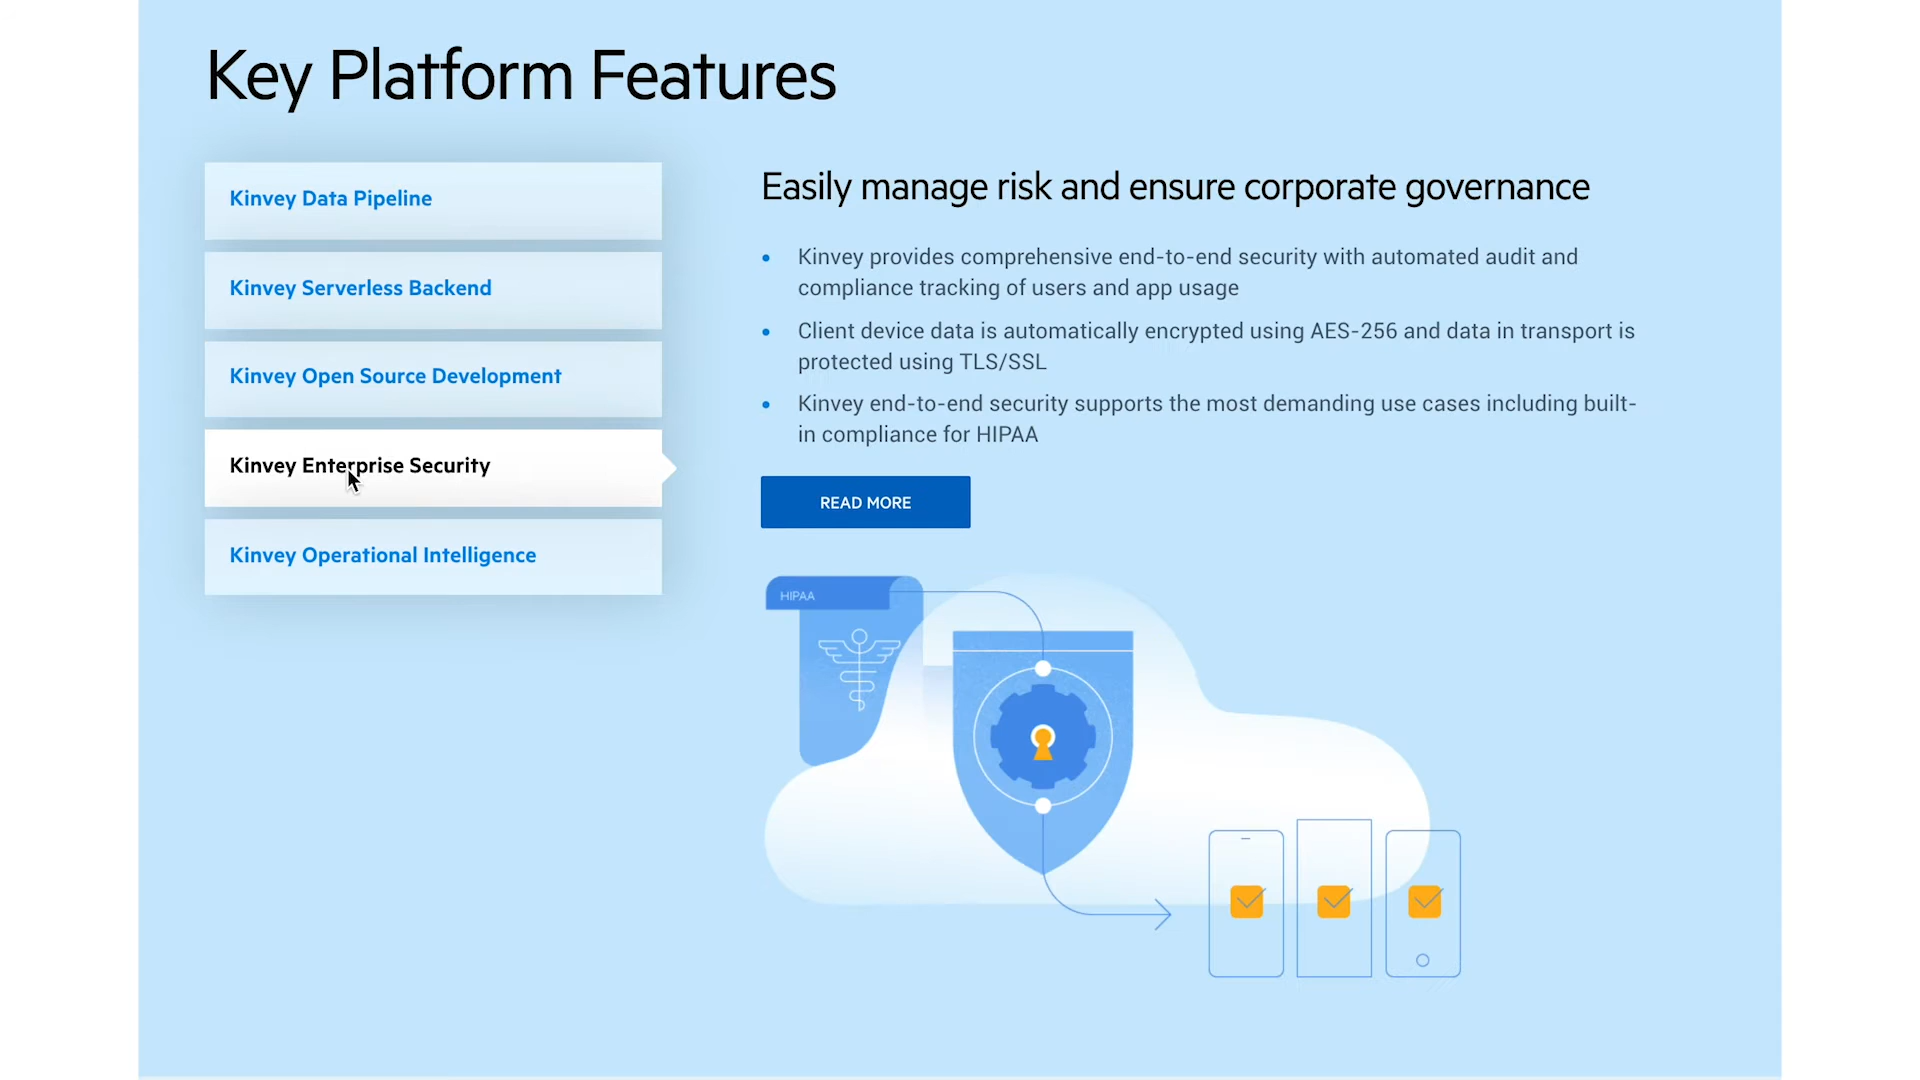 Key Platform Features
Kinvey Data Pipeline
Kinvey Serverless Backend
Kinvey Open Source Development
Kinvey Enterprise Security
Kinvey Operational Intelligence
Easily manage risk and ensure corporate governance
Kinvey provides comprehensive end-to-end security with automated audit and
compliance tracking of users and app usage
Client device data is automatically encrypted using AES-256 and data in transport is
protected using TLS/SSL
Kinvey end-to-end security supports the most demanding use cases including built-
in compliance for HIPAA
READ MORE
HIPAA